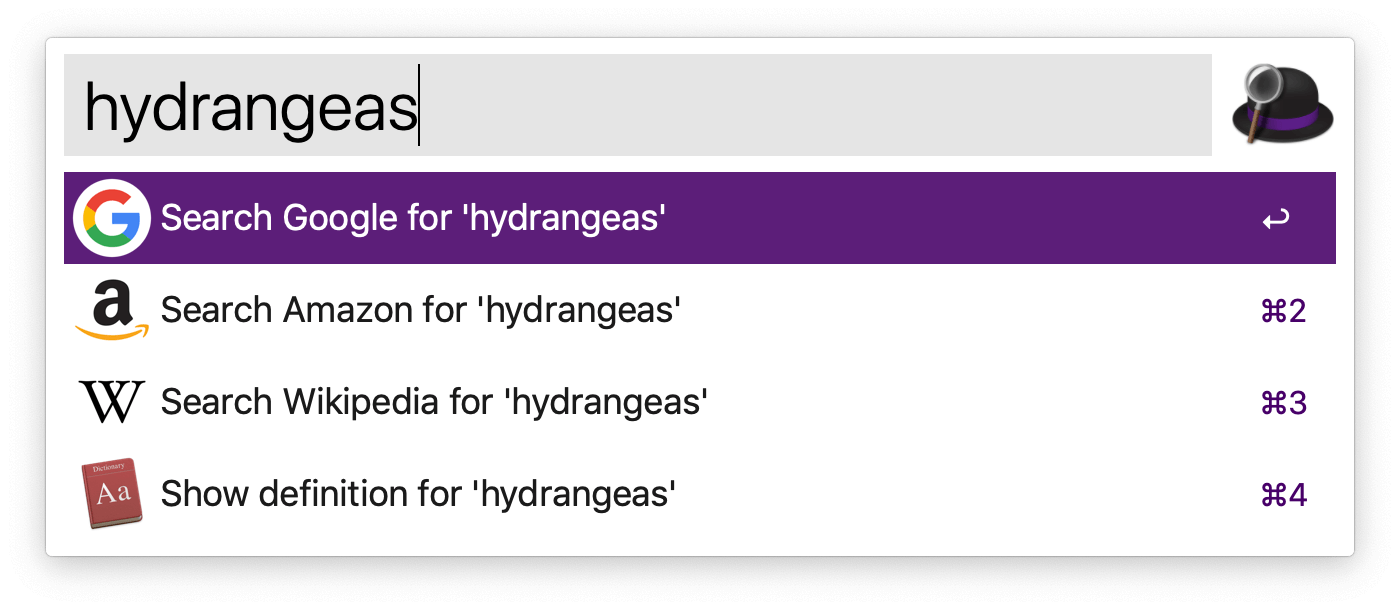 hydrangeas
Search Google for 'hydrangeas'
↩
Search Amazon for 'hydrangeas'
⌘2
Search Wikipedia for 'hydrangeas'
⌘3
Dictionary
Aa
Show definition for 'hydrangeas'
⌘4